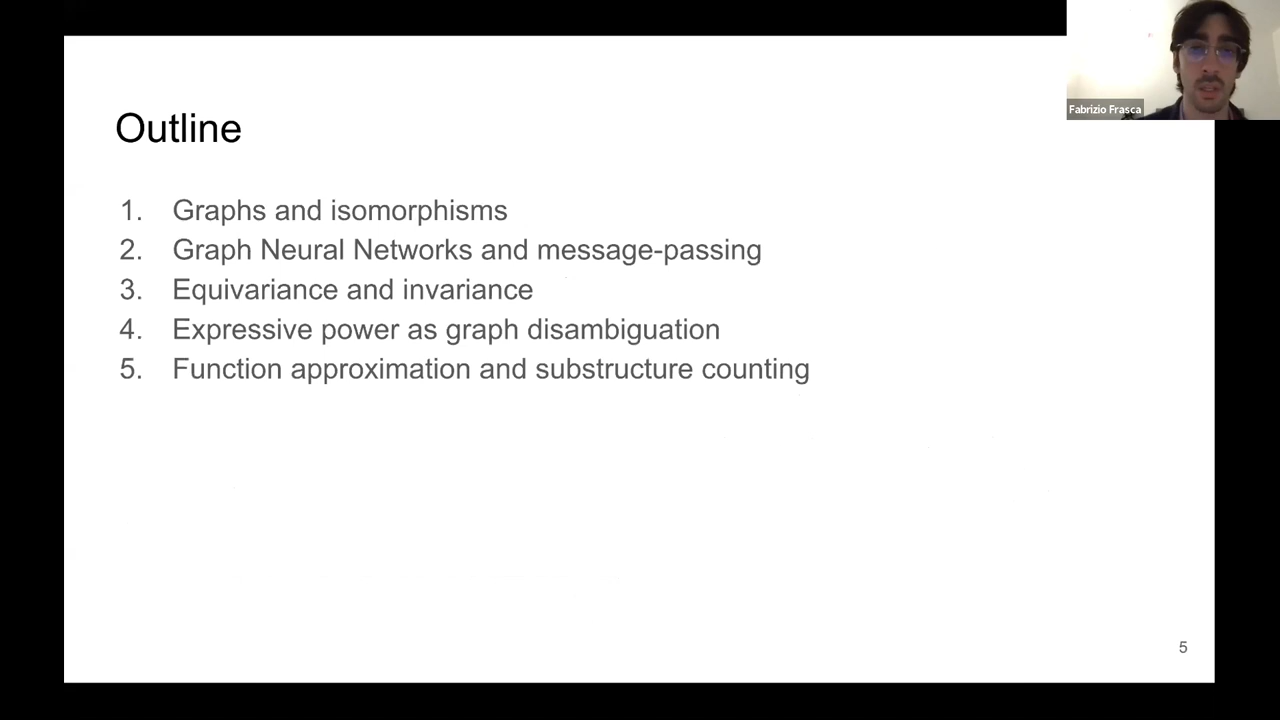 Fabrizio Frasca
Outline
1. Graphs and isomorphisms
2. Graph Neural Networks and message-passing
3. Equivariance and invariance
4. Expressive power as graph disambiguation
5. Function approximation and substructure counting
5